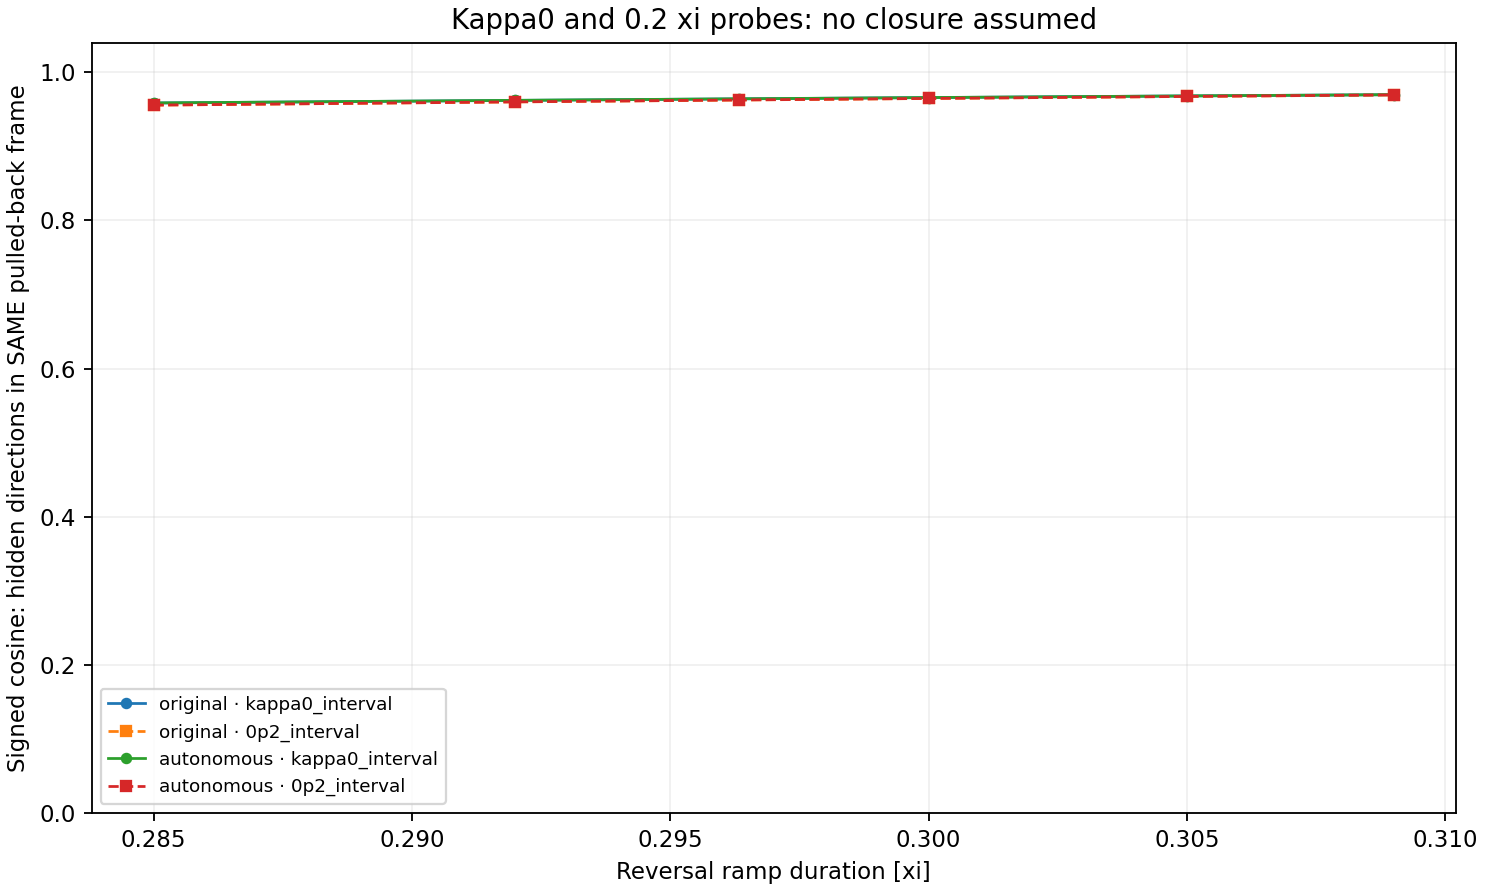 Kappa0 and 0.2 xi probes: no closure assumed
Signed cosine: hidden directions in SAME pulled-back frame
1.0
0.8
0.6
0.4
0.2
0.0
original · kappa0_interval
original · 0p2_interval
autonomous · kappa0_interval
autonomous · 0p2_interval
0.285
0.290
0.295
0.300
0.305
0.310
Reversal ramp duration [xi]